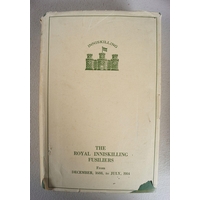 INNISKILLING
THE
ROYAL INNISKILLING
FUSILIERS
From
DECEMBER, 1688, to JULY, 1914